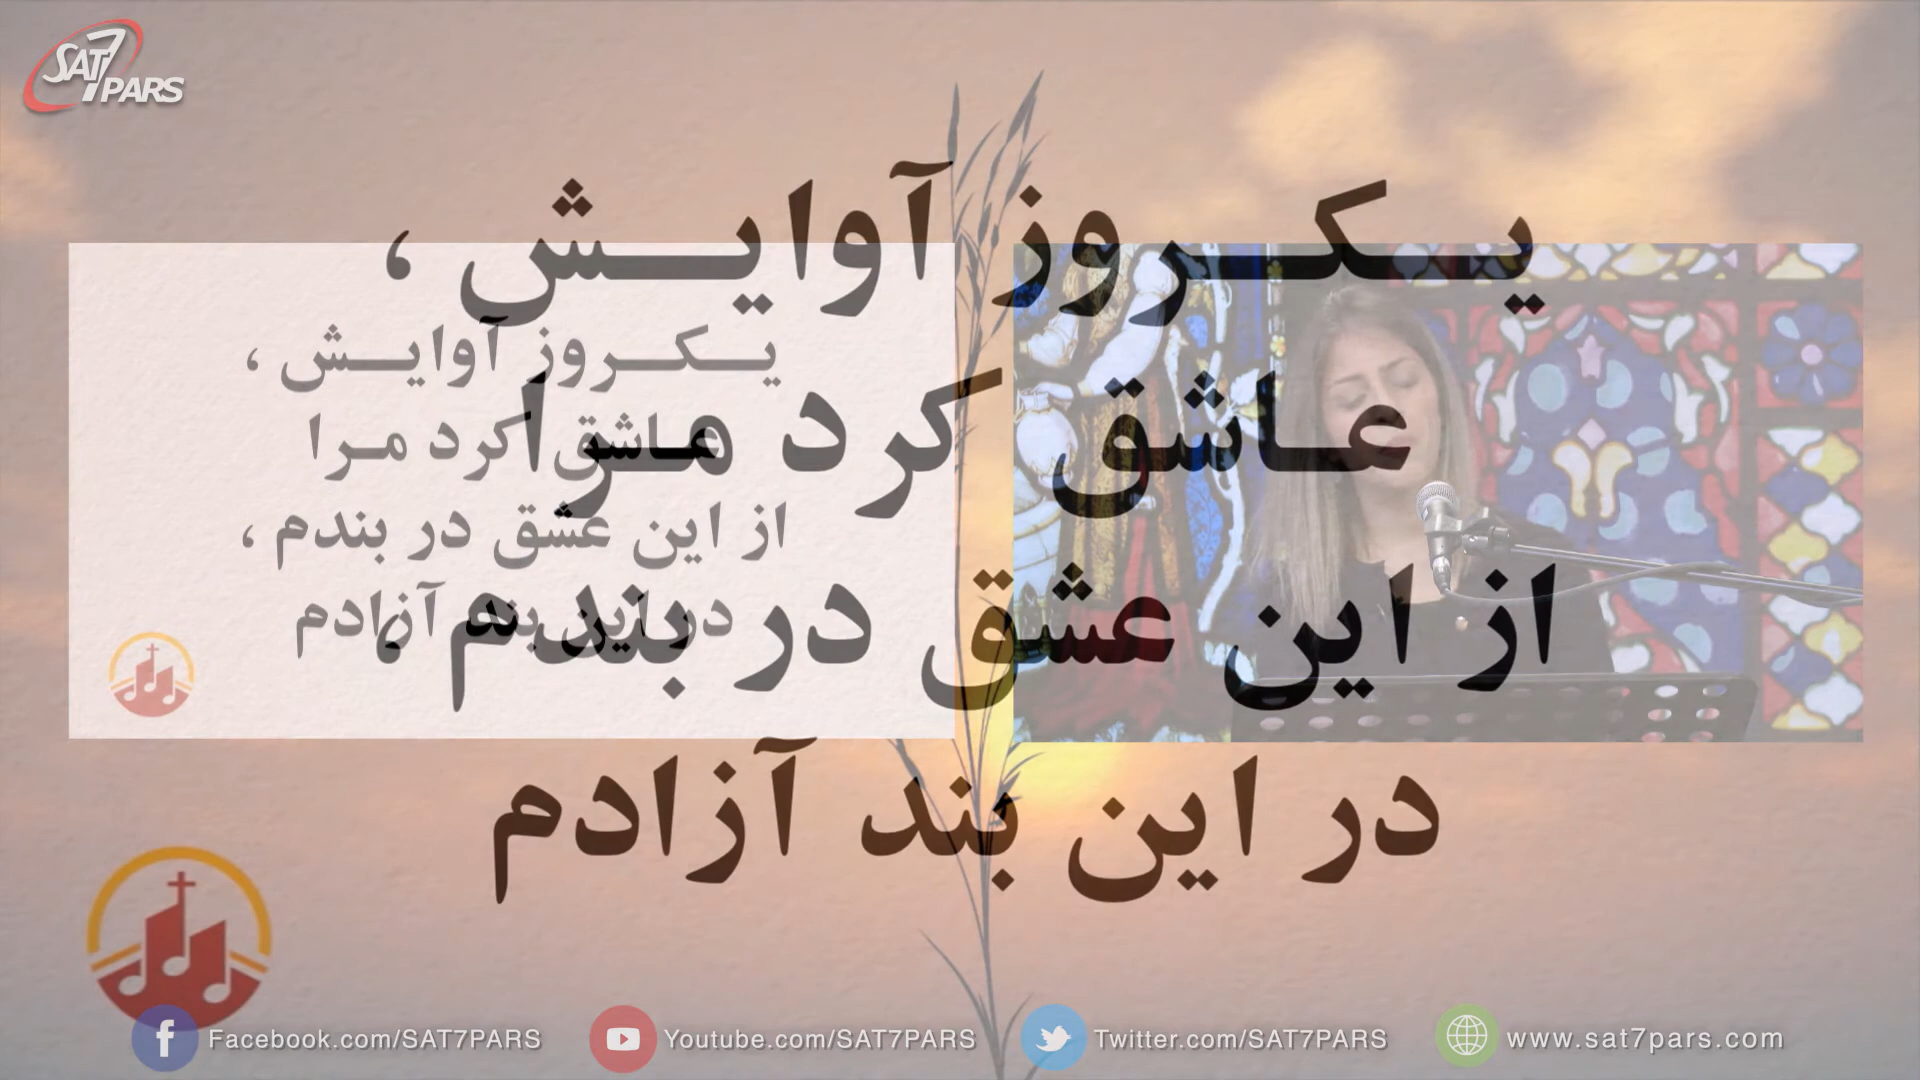 SAT7 PARS
یکروز آوایش ،
عاشق کرد مرا
از این عشق در بندم ،
در این بند آزادم
یکروز آوایش ،
عاشق کرد مرا
از این عشق در بندم ،
در این بند آزادم
Facebook.com/SAT7PARS
Youtube.com/SAT7PARS
Twitter.com/SAT7PARS
www.sat7pars.com